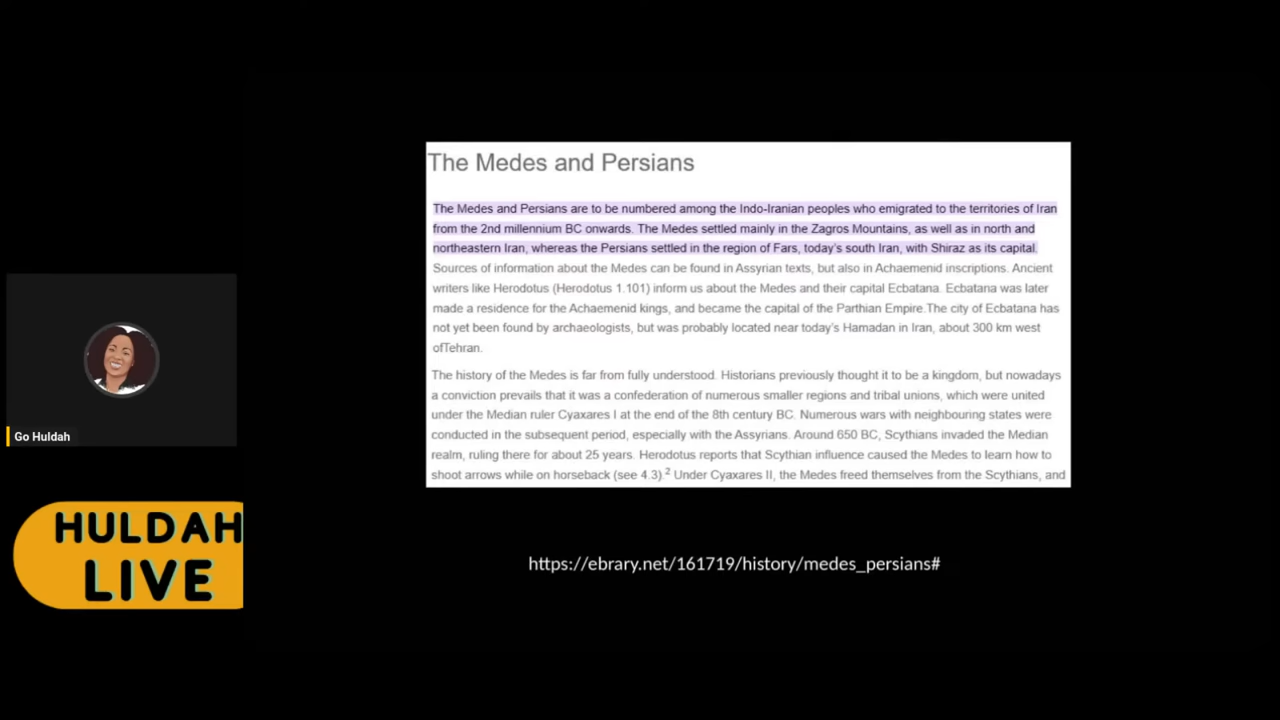 The Medes and Persians
The Medes and Persians are to be numbered among the Indo-Iranian peoples who emigrated to the territories of Iran
from the 2nd millennium BC onwards. The Medes settled mainly in the Zagros Mountains, as well as in north and
northeastern Iran, whereas the Persians settled in the region of Fars, today's south Iran, with Shiraz as its capital.
Sources of information about the Medes can be found in Assyrian texts, but also in Achaemenid inscriptions. Ancient
writers like Herodotus (Herodotus 1.101) inform us about the Medes and their capital Ecbatana. Ecbatana was later
made a residence for the Achaemenid kings, and became the capital of the Parthian Empire.The city of Ecbatana has
not yet been found by archaeologists, but was probably located near today's Hamadan in Iran, about 300 km west
ofTehran.
The history of the Medes is far from fully understood. Historians previously thought it to be a kingdom, but nowadays
a conviction prevails that it was a confederation of numerous smaller regions and tribal unions, which were united
under the Median ruler Cyaxares I at the end of the 8th century BC. Numerous wars with neighbouring states were
conducted in the subsequent period, especially with the Assyrians. Around 650 BC, Scythians invaded the Median
realm, ruling there for about 25 years. Herodotus reports that Scythian influence caused the Medes to learn how to
shoot arrows while on horseback (see 4.3).2 Under Cyaxares II, the Medes freed themselves from the Scythians, and
Go Huldah
HULDAH
LIVE
https://ebrary.net/161719/history/medes_persians#